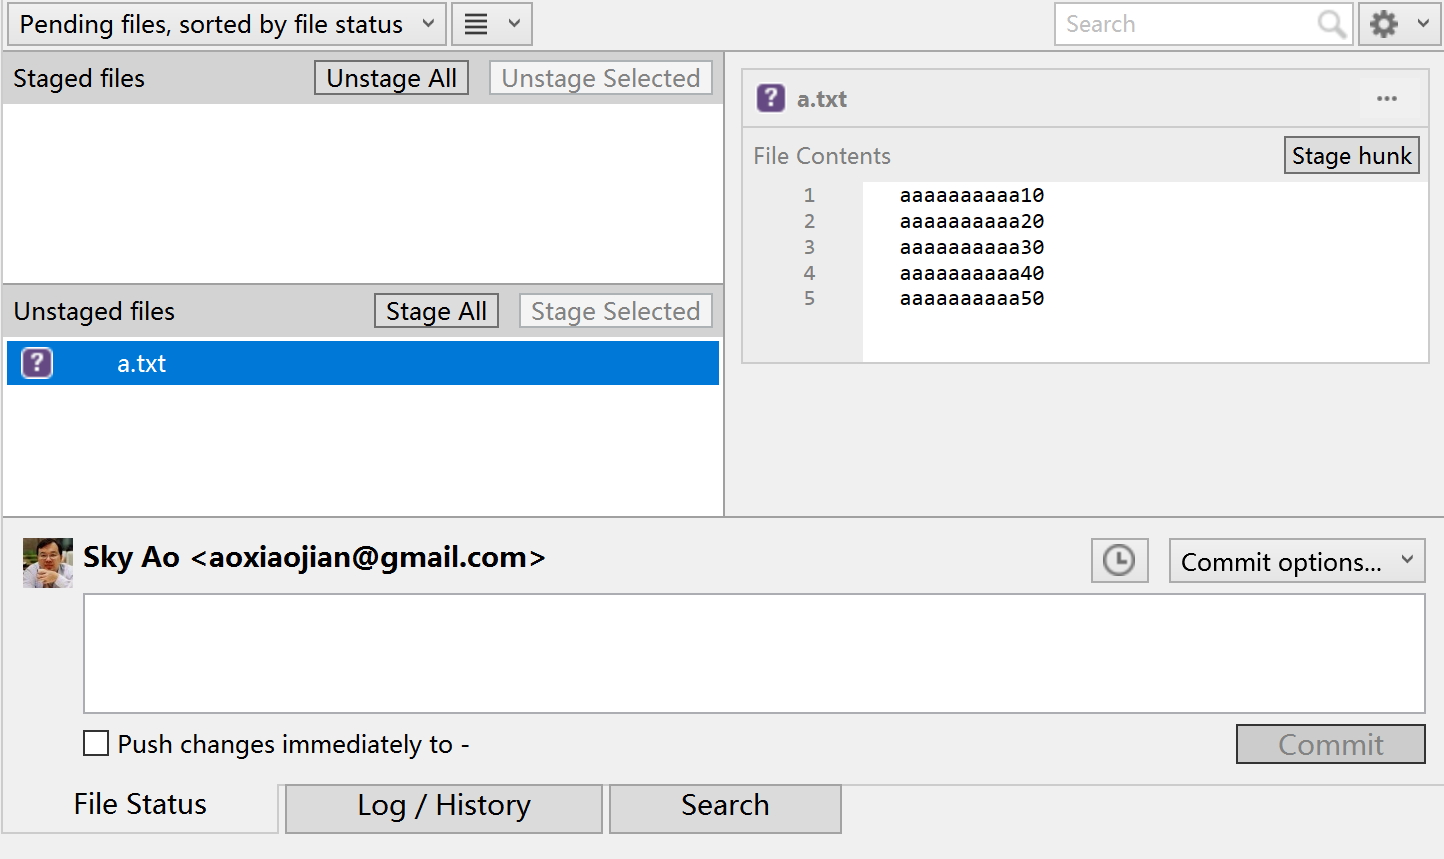 Pending files, sorted by file status
Search
Staged files
Unstage All
Unstage Selected
Unstaged files
Stage All
Stage Selected
? a.txt
? a.txt
...
File Contents
Stage hunk
1 aaaaaaaaaa10
2 aaaaaaaaaa20
3 aaaaaaaaaa30
4 aaaaaaaaaa40
5 aaaaaaaaaa50
Sky Ao <aoxiaojian@gmail.com>
Commit options...
Push changes immediately to -
Commit
File Status
Log / History
Search